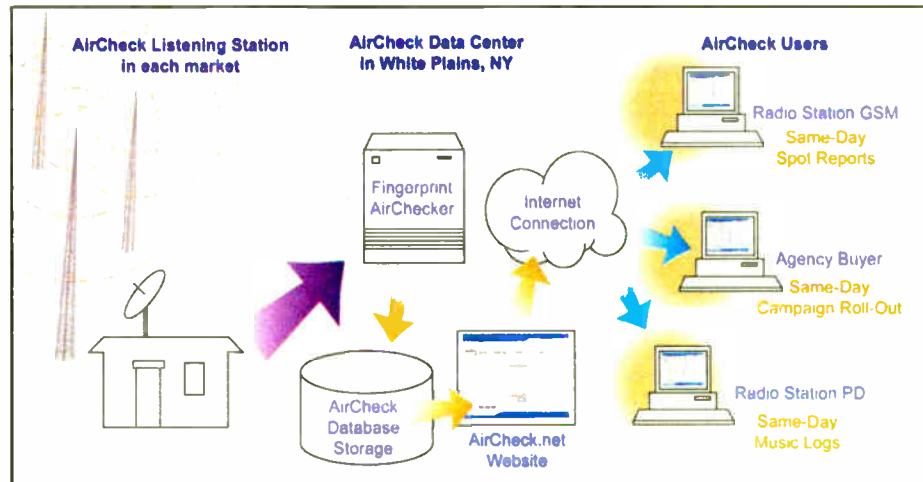 AirCheck Listening Station
in each market
AirCheck Data Center
in White Plains, NY
AirCheck Users
Fingerprint
AirChecker
Internet
Connection
AirCheck
Database
Storage
AirCheck.net
Website
Radio Station GSM
Same-Day
Spot Reports
Agency Buyer
Same-Day
Campaign Roll-Out
Radio Station PD
Same-Day
Music Logs